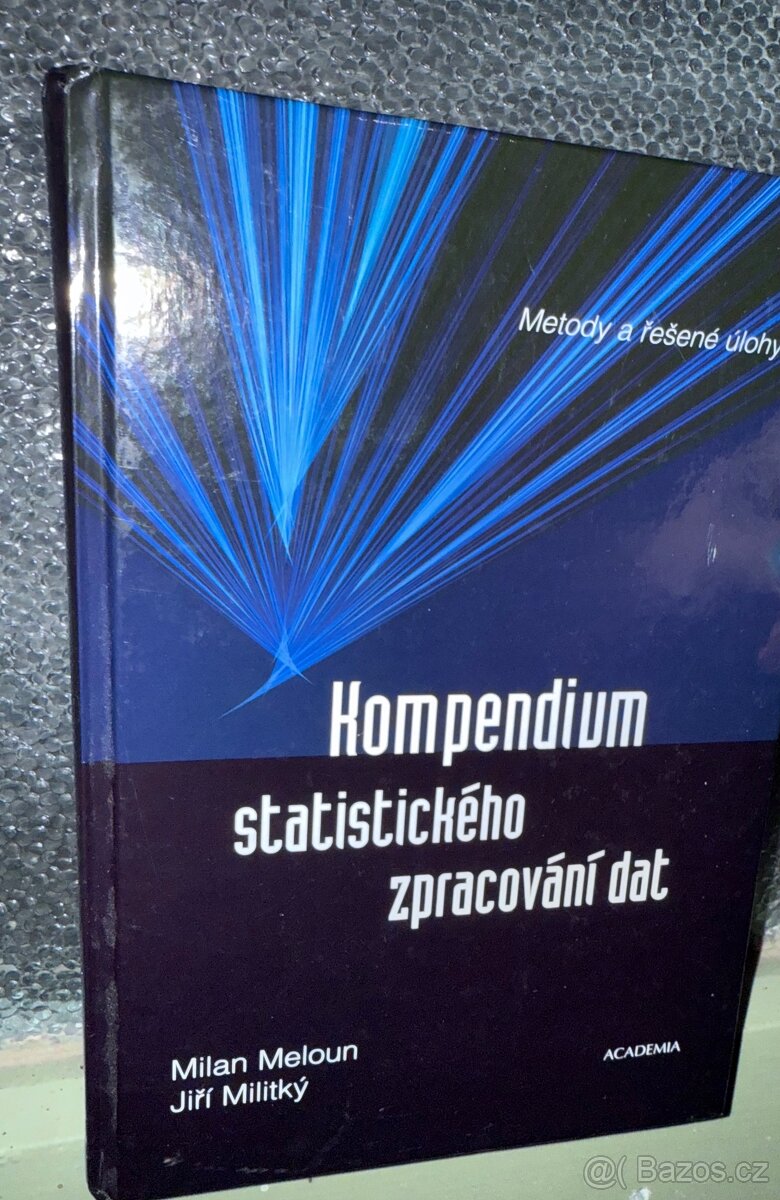 Metody a řešené úlohy
Kompendium
statistického
zpracování dat
Milan Meloun
Jiří Militký
ACADEMIA
@( Bazos.cz